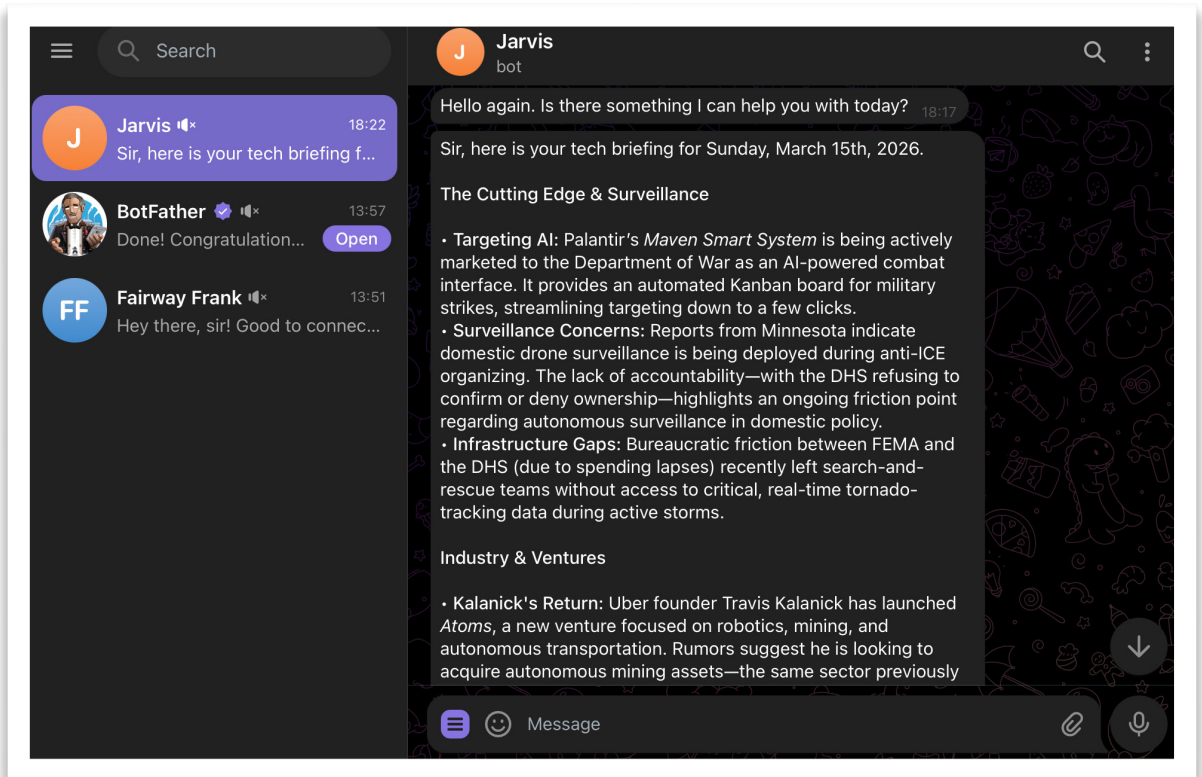 Search
Jarvis
18:22
Sir, here is your tech briefing f...
BotFather
13:57
Done! Congratulation...
Open
FF
Fairway Frank
13:51
Hey there, sir! Good to connec...
J
J
Jarvis
bot
Hello again. Is there something I can help you with today?
18:17
Sir, here is your tech briefing for Sunday, March 15th, 2026.
The Cutting Edge & Surveillance
• Targeting AI: Palantir's Maven Smart System is being actively
marketed to the Department of War as an AI-powered combat
interface. It provides an automated Kanban board for military
strikes, streamlining targeting down to a few clicks.
• Surveillance Concerns: Reports from Minnesota indicate
domestic drone surveillance is being deployed during anti-ICE
organizing. The lack of accountability—with the DHS refusing to
confirm or deny ownership—highlights an ongoing friction point
regarding autonomous surveillance in domestic policy.
• Infrastructure Gaps: Bureaucratic friction between FEMA and
the DHS (due to spending lapses) recently left search-and-
rescue teams without access to critical, real-time tornado-
tracking data during active storms.
Industry & Ventures
• Kalanick's Return: Uber founder Travis Kalanick has launched
Atoms, a new venture focused on robotics, mining, and
autonomous transportation. Rumors suggest he is looking to
acquire autonomous mining assets—the same sector previously
Message